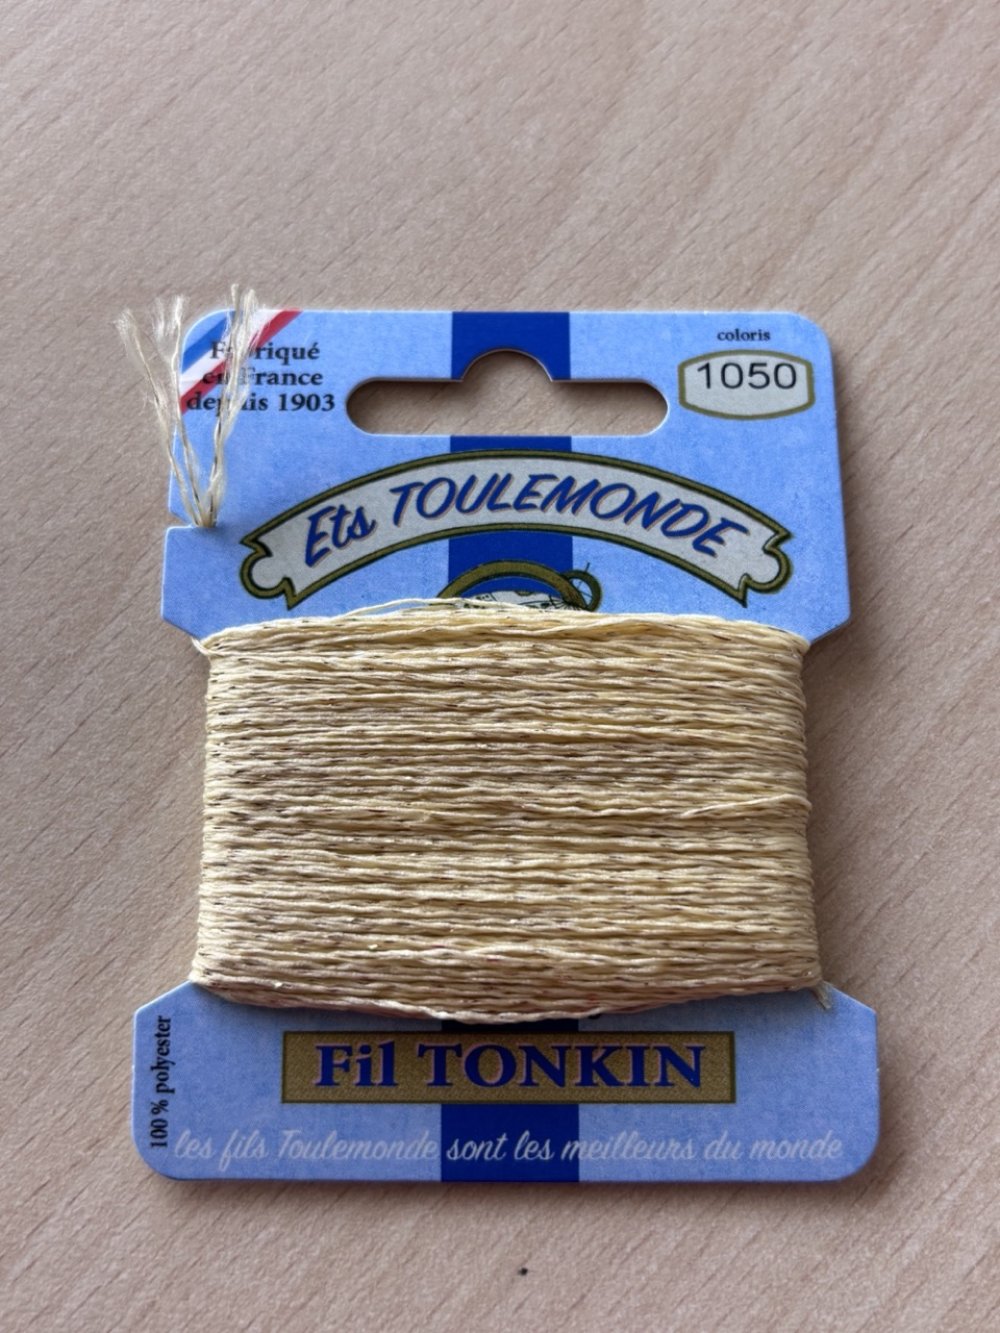 Fabriqué
en France
depuis 1903
coloris
1050
Ets TOULEMONDE
Fil TONKIN
100% polyester
les fils Toulemonde sont les meilleurs du monde